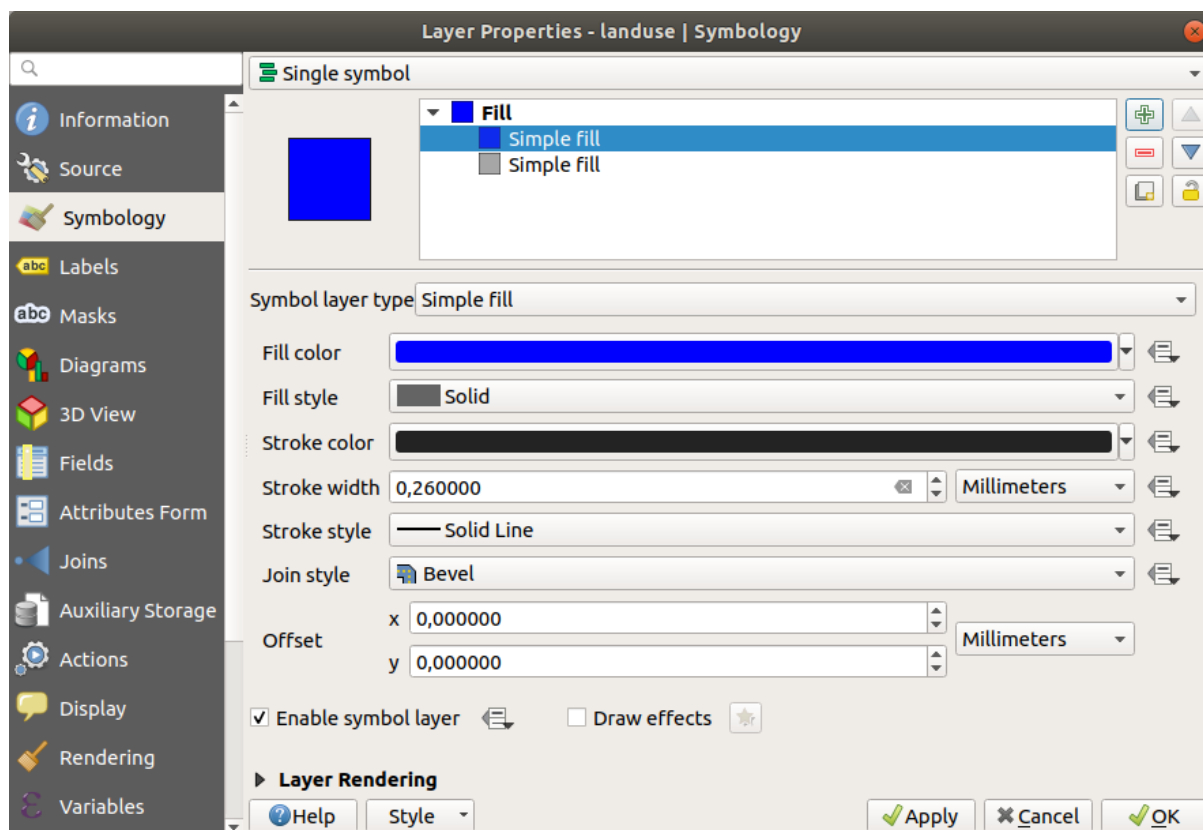 Layer Properties - landuse | Symbology
Single symbol
Information
Source
Symbology
Labels
Masks
Diagrams
3D View
Fields
Attributes Form
Joins
Auxiliary Storage
Actions
Display
Rendering
Variables
abc
abc
Fill
Simple fill
Simple fill
Symbol layer type Simple fill
Fill color
Fill style Solid
Stroke color
Stroke width 0,260000 Millimeters
Stroke style Solid Line
Join style Bevel
Offset x 0,000000 Millimeters
y 0,000000
Enable symbol layer Draw effects
Layer Rendering
Help Style Apply Cancel OK